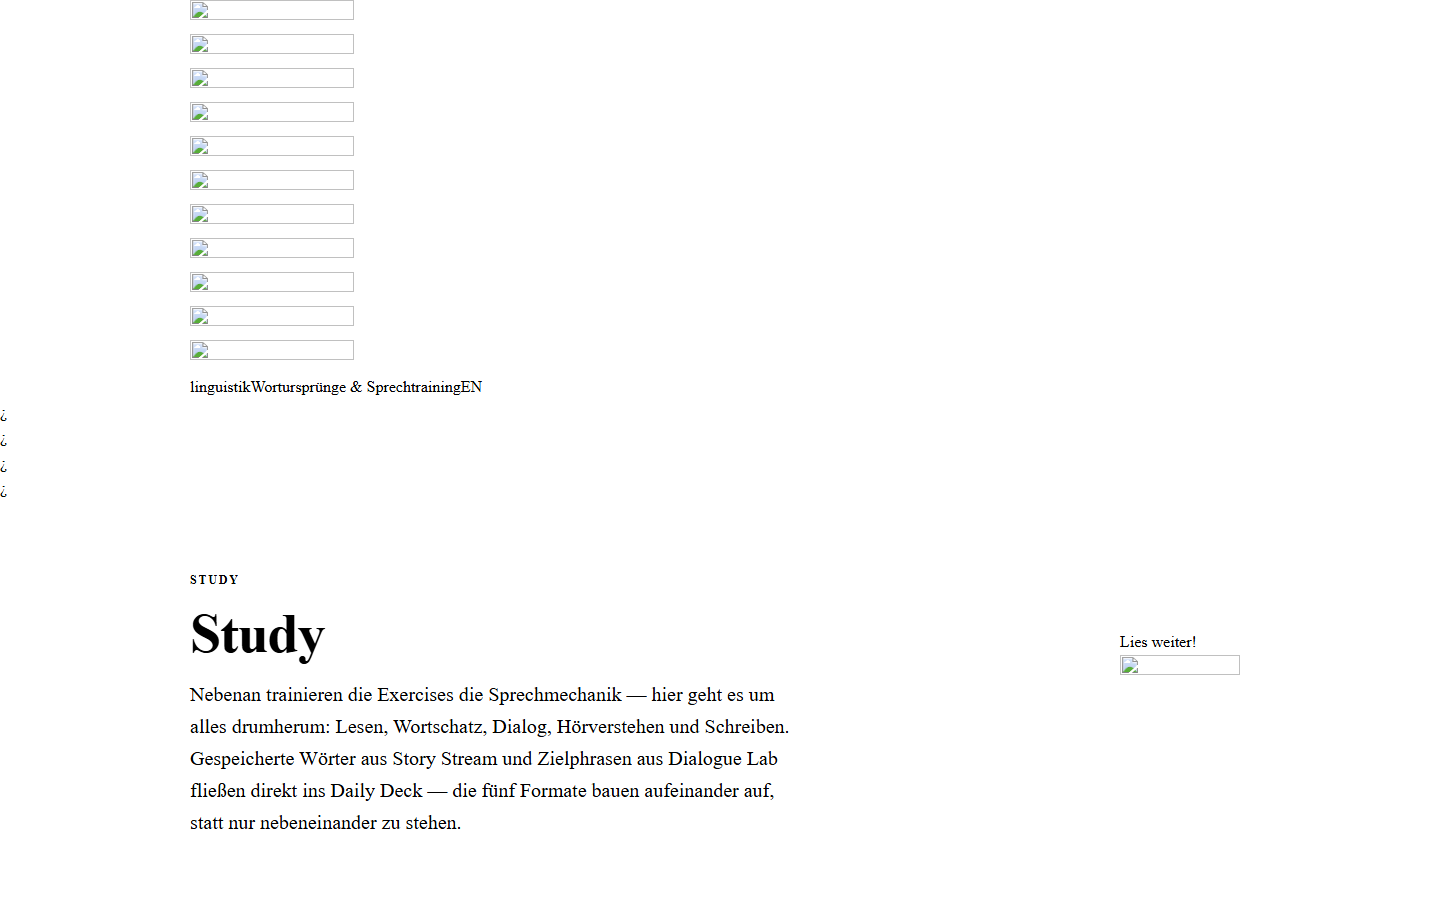 linguistikWortursprünge & SprechtrainingEN
¿
¿
¿
¿
STUDY
Study
Nebenan trainieren die Exercises die Sprechmechanik — hier geht es um
alles drumherum: Lesen, Wortschatz, Dialog, Hörverstehen und Schreiben.
Gespeicherte Wörter aus Story Stream und Zielphrasen aus Dialogue Lab
fließen direkt ins Daily Deck — die fünf Formate bauen aufeinander auf,
statt nur nebeneinander zu stehen.
Lies weiter!